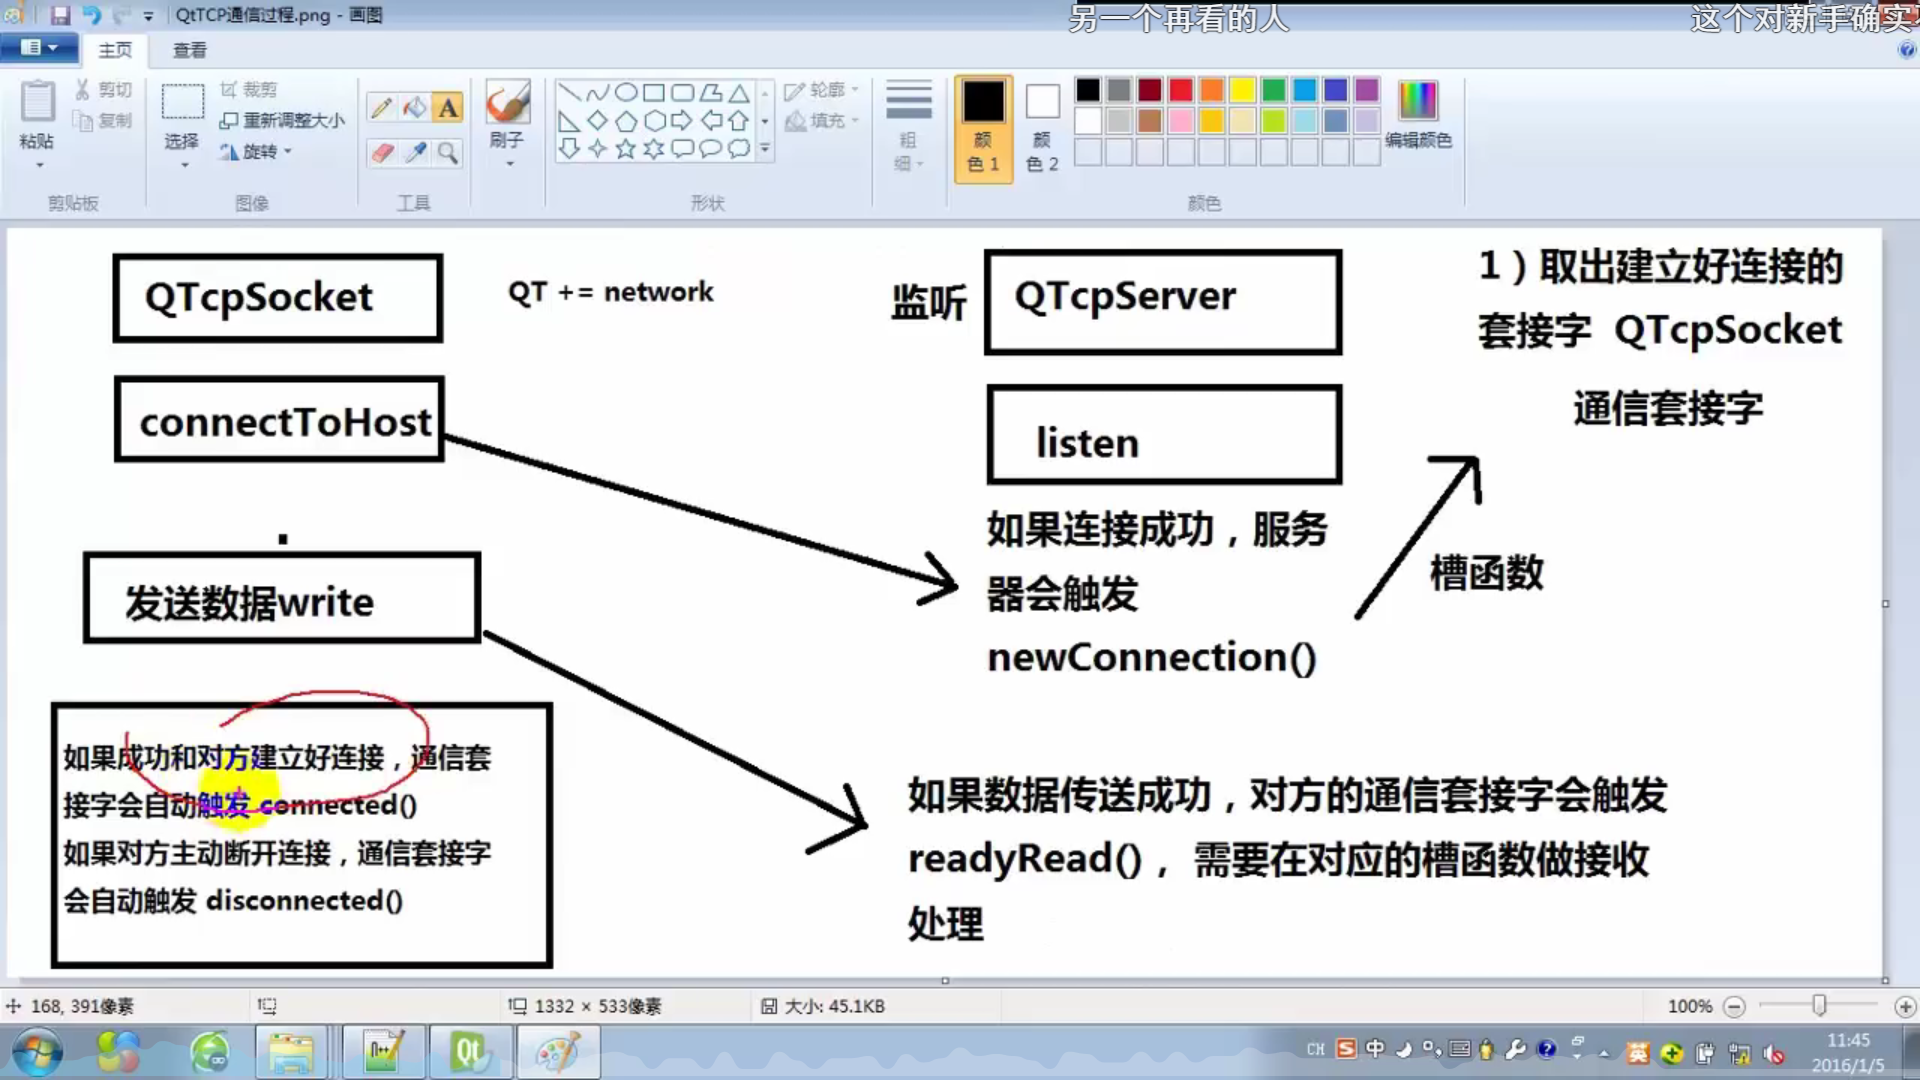 QtTCP通信过程.png - 画图
另一个再看的人
这个对新手确实
主页
查看
粘贴
剪切
复制
剪贴板
选择
裁剪
重新调整大小
旋转
图像
工具
刷子
轮廓
填充
形状
粗
细
颜
色 1
颜
色 2
编辑颜色
颜色
QTcpSocket
QT += network
监听
QTcpServer
1）取出建立好连接的
套接字 QTcpSocket
通信套接字
connectToHost
listen
如果连接成功，服务
器会触发
newConnection()
槽函数
发送数据write
如果成功和对方建立好连接，通信套
接字会自动触发 connected()
如果对方主动断开连接，通信套接字
会自动触发 disconnected()
如果数据传送成功，对方的通信套接字会触发
readyRead()， 需要在对应的槽函数做接收
处理
168, 391像素
1332 × 533像素
大小: 45.1KB
100%
CH
中
11:45
2016/1/5